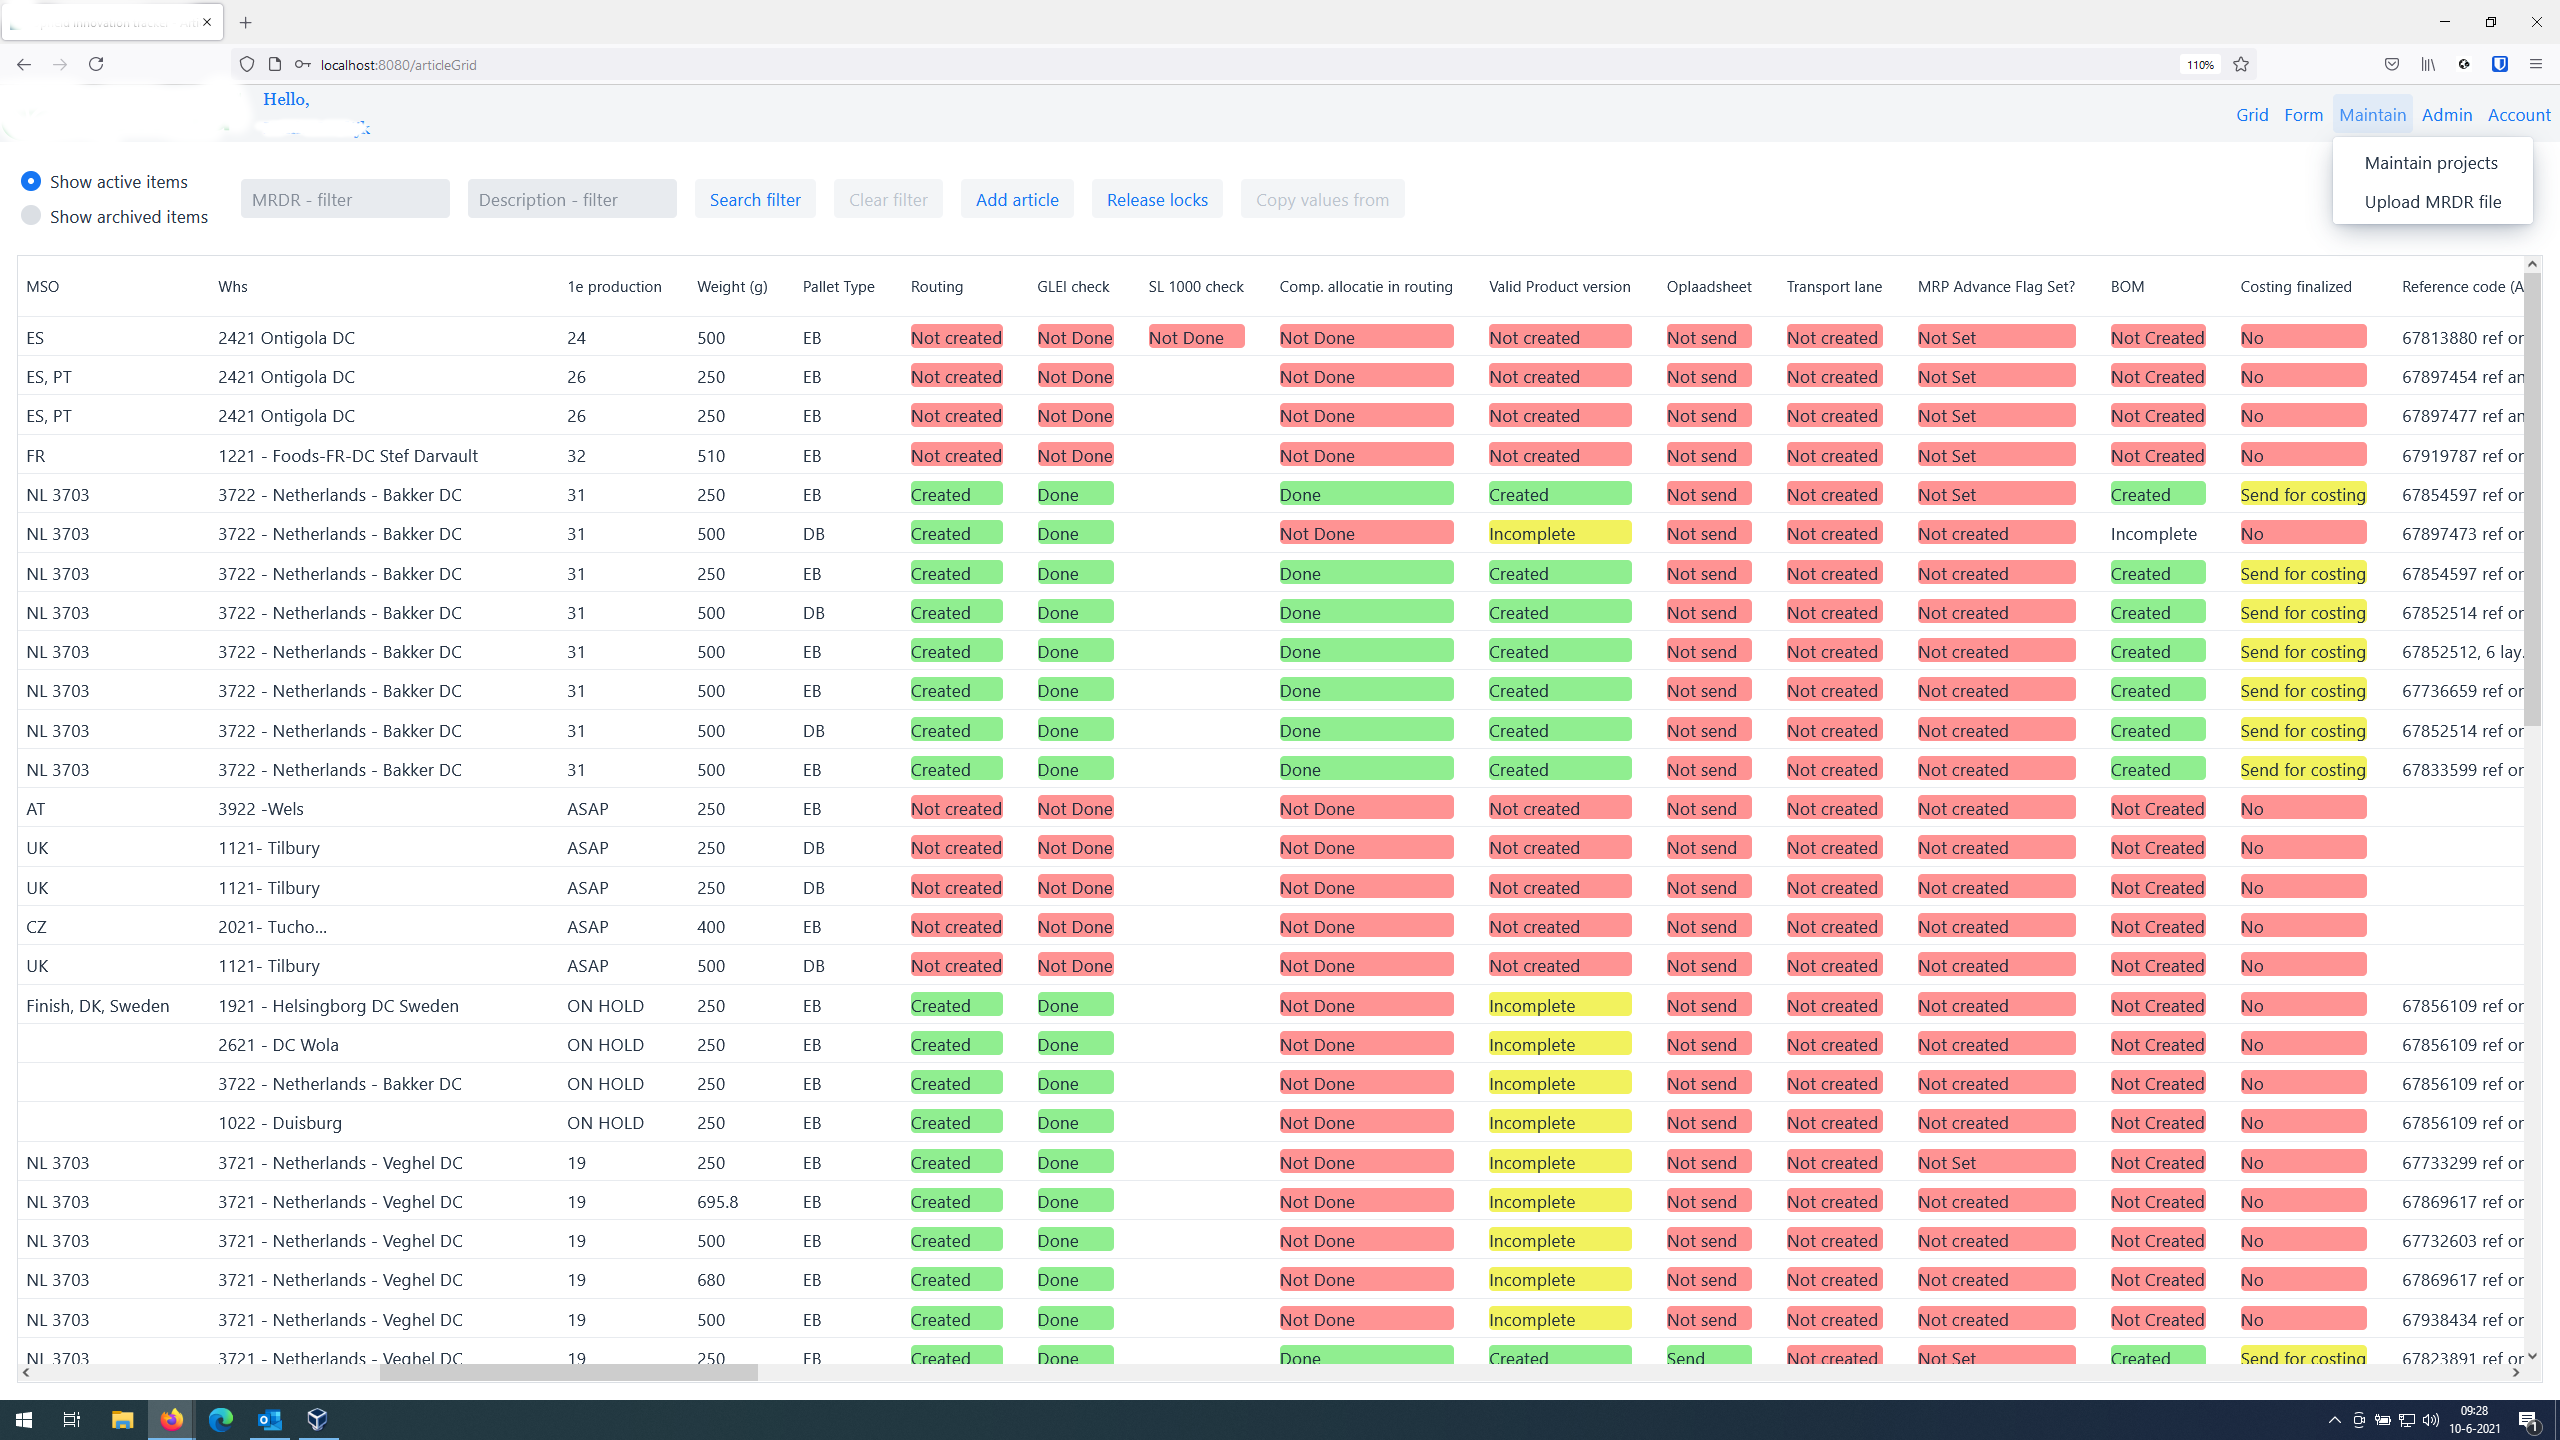 localhost:8080/articleGrid
110%
Hello,
Grid Form Maintain Admin Account
Maintain projects
Upload MRDR file
Show active items
Show archived items
MRDR - filter Description - filter Search filter Clear filter Add article Release locks Copy values from
MSO Whs 1e production Weight (g) Pallet Type Routing GLEI check SL 1000 check Comp. allocatie in routing Valid Product version Oplaadsheet Transport lane MRP Advance Flag Set? BOM Costing finalized Reference code (A
ES 2421 Ontigola DC 24 500 EB Not created Not Done Not Done Not Done Not created Not send Not created Not Set Not Created No 67813880 ref or
ES, PT 2421 Ontigola DC 26 250 EB Not created Not Done Not Done Not created Not send Not created Not Set Not Created No 67897454 ref an
ES, PT 2421 Ontigola DC 26 250 EB Not created Not Done Not Done Not created Not send Not created Not Set Not Created No 67897477 ref an
FR 1221 - Foods-FR-DC Stef Darvault 32 510 EB Not created Not Done Not Done Not created Not send Not created Not Set Not Created No 67919787 ref or
NL 3703 3722 - Netherlands - Bakker DC 31 250 EB Created Done Done Created Not send Not created Not Set Created Send for costing 67854597 ref or
NL 3703 3722 - Netherlands - Bakker DC 31 500 DB Created Done Not Done Incomplete Not send Not created Not created Incomplete No 67897473 ref or
NL 3703 3722 - Netherlands - Bakker DC 31 250 EB Created Done Done Created Not send Not created Not created Created Send for costing 67854597 ref or
NL 3703 3722 - Netherlands - Bakker DC 31 500 DB Created Done Done Created Not send Not created Not created Created Send for costing 67852514 ref or
NL 3703 3722 - Netherlands - Bakker DC 31 500 EB Created Done Done Created Not send Not created Not created Created Send for costing 67852512, 6 lay.
NL 3703 3722 - Netherlands - Bakker DC 31 500 EB Created Done Done Created Not send Not created Not created Created Send for costing 67736659 ref or
NL 3703 3722 - Netherlands - Bakker DC 31 500 DB Created Done Done Created Not send Not created Not created Created Send for costing 67852514 ref or
NL 3703 3722 - Netherlands - Bakker DC 31 500 EB Created Done Done Created Not send Not created Not created Created Send for costing 67833599 ref or
AT 3922 -Wels ASAP 250 EB Not created Not Done Not Done Not created Not send Not created Not created Not Created No
UK 1121- Tilbury ASAP 250 DB Not created Not Done Not Done Not created Not send Not created Not created Not Created No
UK 1121- Tilbury ASAP 250 DB Not created Not Done Not Done Not created Not send Not created Not created Not Created No
CZ 2021- Tucho... ASAP 400 EB Not created Not Done Not Done Not created Not send Not created Not created Not Created No
UK 1121- Tilbury ASAP 500 DB Not created Not Done Not Done Not created Not send Not created Not created Not Created No
Finish, DK, Sweden 1921 - Helsingborg DC Sweden ON HOLD 250 EB Created Done Not Done Incomplete Not send Not created Not created Not Created No 67856109 ref or
2621 - DC Wola ON HOLD 250 EB Created Done Not Done Incomplete Not send Not created Not created Not Created No 67856109 ref or
3722 - Netherlands - Bakker DC ON HOLD 250 EB Created Done Not Done Incomplete Not send Not created Not created Not Created No 67856109 ref or
1022 - Duisburg ON HOLD 250 EB Created Done Not Done Incomplete Not send Not created Not created Not Created No 67856109 ref or
NL 3703 3721 - Netherlands - Veghel DC 19 250 EB Created Done Not Done Incomplete Not send Not created Not Set Not Created No 67733299 ref or
NL 3703 3721 - Netherlands - Veghel DC 19 695.8 EB Created Done Not Done Incomplete Not send Not created Not created Not Created No 67869617 ref or
NL 3703 3721 - Netherlands - Veghel DC 19 500 EB Created Done Not Done Incomplete Not send Not created Not created Not Created No 67732603 ref or
NL 3703 3721 - Netherlands - Veghel DC 19 680 EB Created Done Not Done Incomplete Not send Not created Not created Not Created No 67869617 ref or
NL 3703 3721 - Netherlands - Veghel DC 19 500 EB Created Done Not Done Incomplete Not send Not created Not created Not Created No 67938434 ref or
NL 3703 3721 - Netherlands - Veghel DC 19 250 EB Created Done Done Created Send Not created Not Set Created Send for costing 67823891 ref or
09:28
10-6-2021
1